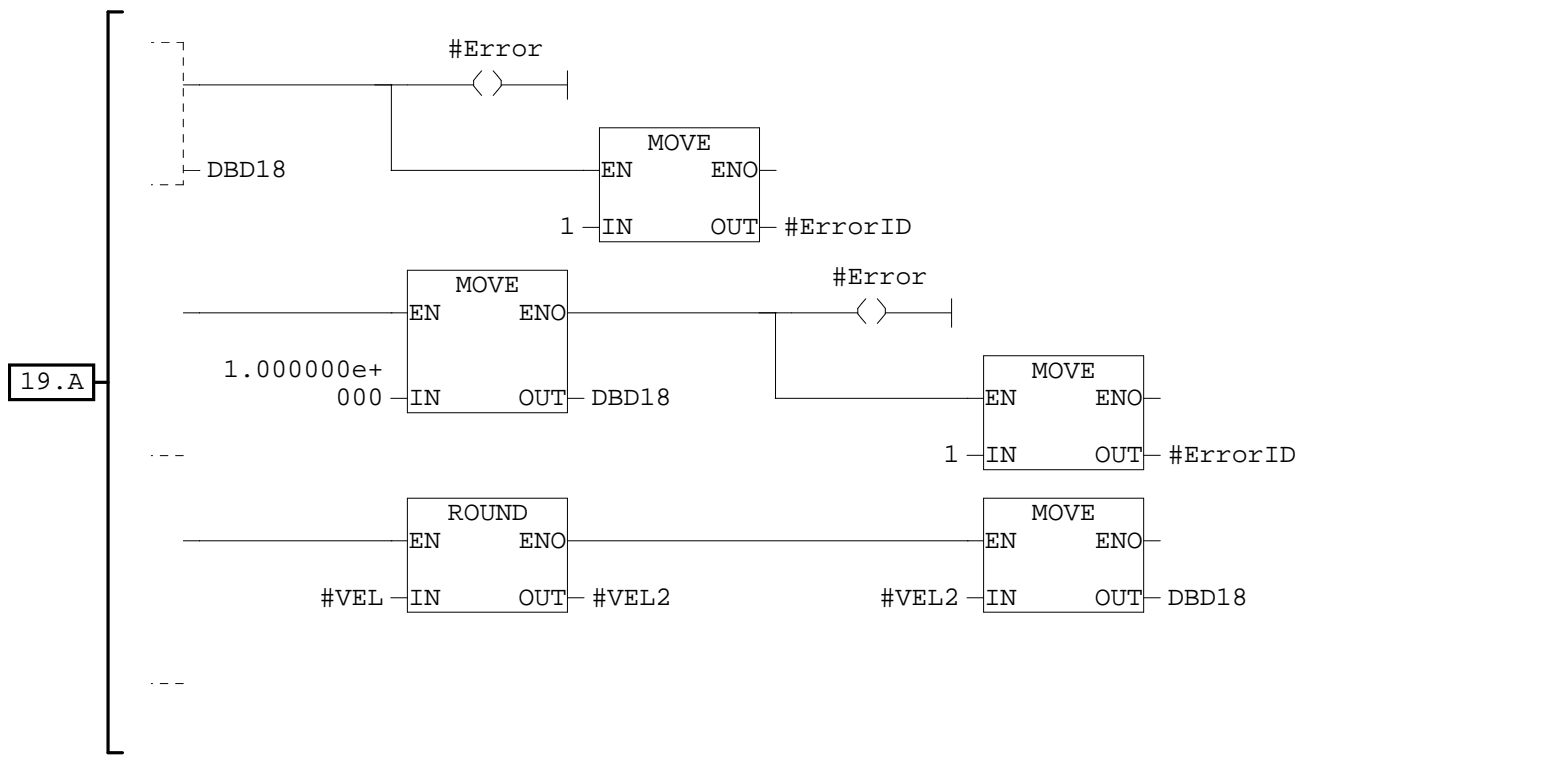 #Error
MOVE
DBD18 EN ENO
1 IN OUT #ErrorID
#Error
MOVE
EN ENO
19.A
1.000000e+
000 IN OUT DBD18
MOVE
EN ENO
1 IN OUT #ErrorID
ROUND MOVE
EN ENO EN ENO
#VEL IN OUT #VEL2 #VEL2 IN OUT DBD18